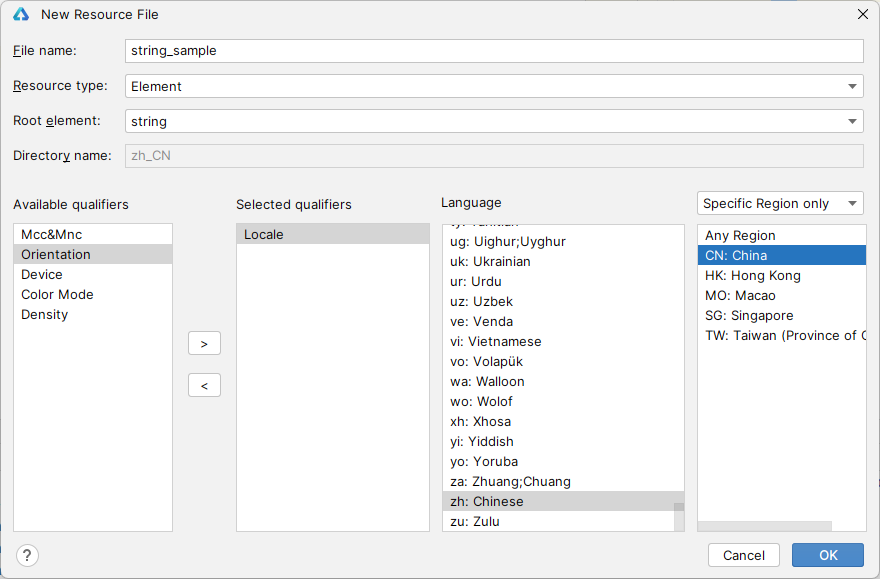 New Resource File
File name: string_sample
Resource type: Element
Root element: string
Directory name: zh_CN
Available qualifiers
Mcc&Mnc
Orientation
Device
Color Mode
Density
>
<
Selected qualifiers
Locale
Language
ug: Uighur;Uyghur
uk: Ukrainian
ur: Urdu
uz: Uzbek
ve: Venda
vi: Vietnamese
vo: Volapük
wa: Walloon
wo: Wolof
xh: Xhosa
yi: Yiddish
yo: Yoruba
za: Zhuang;Chuang
zh: Chinese
zu: Zulu
Specific Region only
Any Region
CN: China
HK: Hong Kong
MO: Macao
SG: Singapore
TW: Taiwan (Province of
?
Cancel
OK